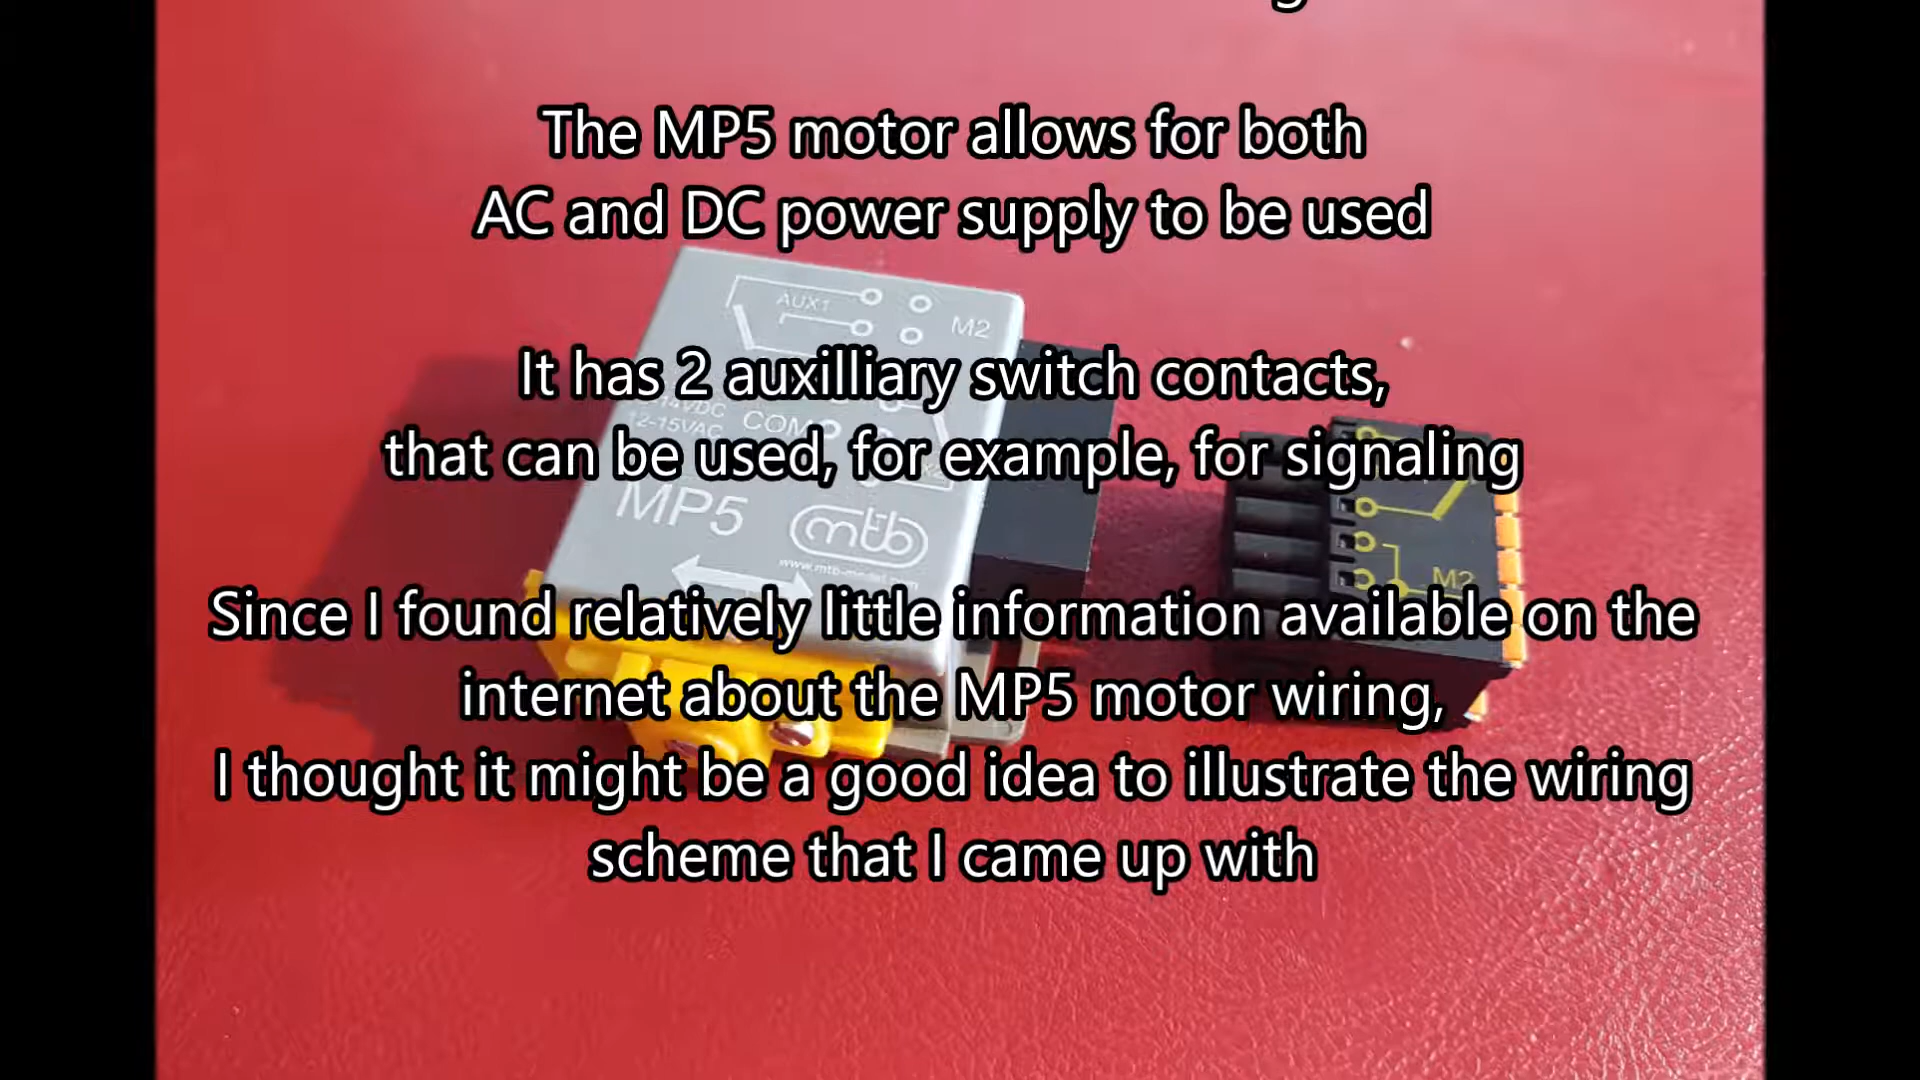 The MP5 motor allows for both
AC and DC power supply to be used
AUX1
M2
It has 2 auxilliary switch contacts,
12-15VAC
COM
that can be used, for example, for signaling
MP5
mtb
M2
Since I found relatively little information available on the
internet about the MP5 motor wiring,
I thought it might be a good idea to illustrate the wiring
scheme that I came up with